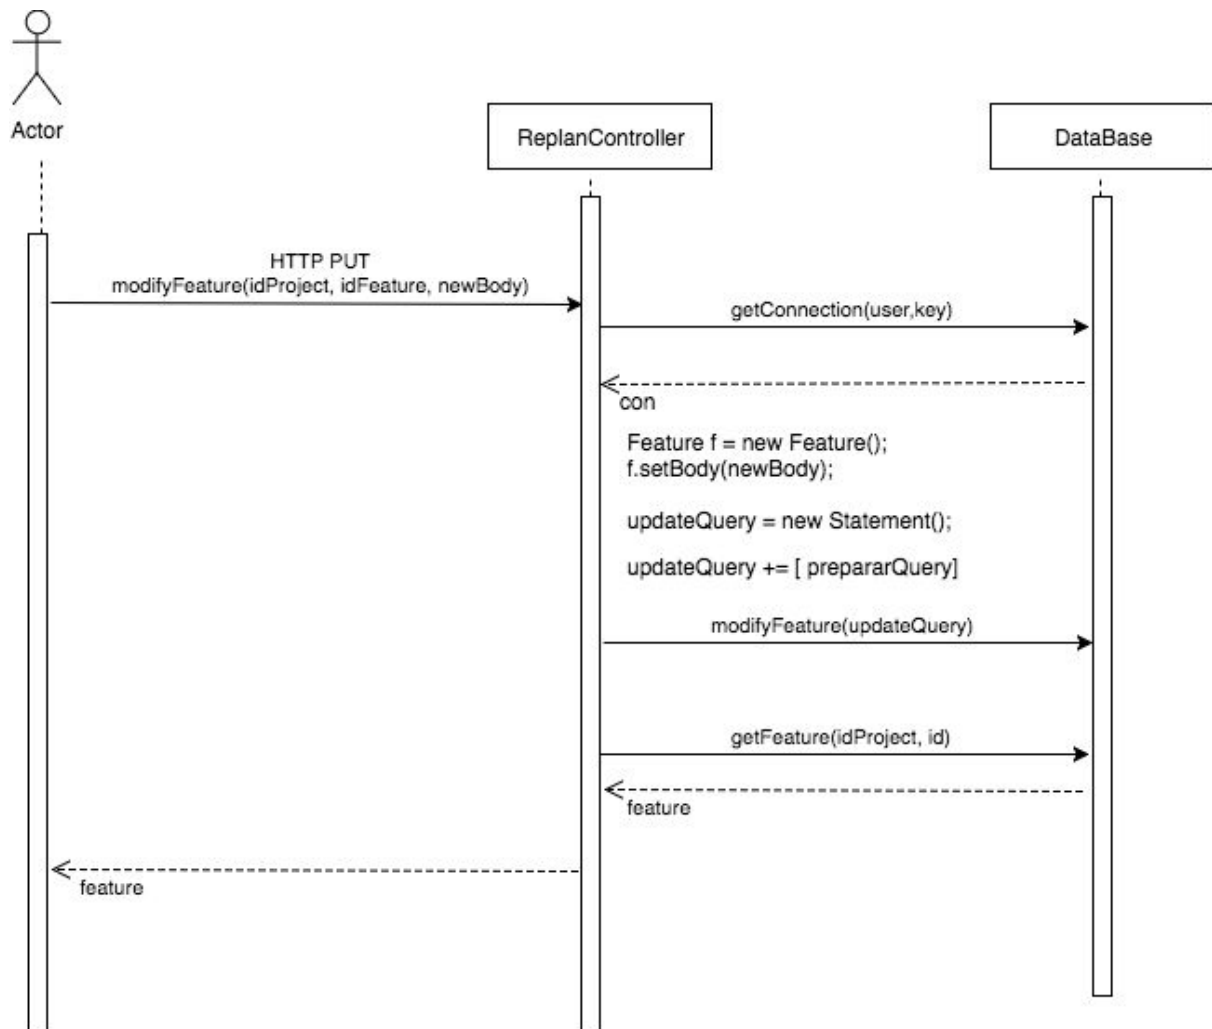 Actor
ReplanController
DataBase
HTTP PUT
modifyFeature(idProject, idFeature, newBody)
getConnection(user,key)
con
Feature f = new Feature();
f.setBody(newBody);
updateQuery = new Statement();
updateQuery += [ prepararQuery]
modifyFeature(updateQuery)
getFeature(idProject, id)
feature
feature